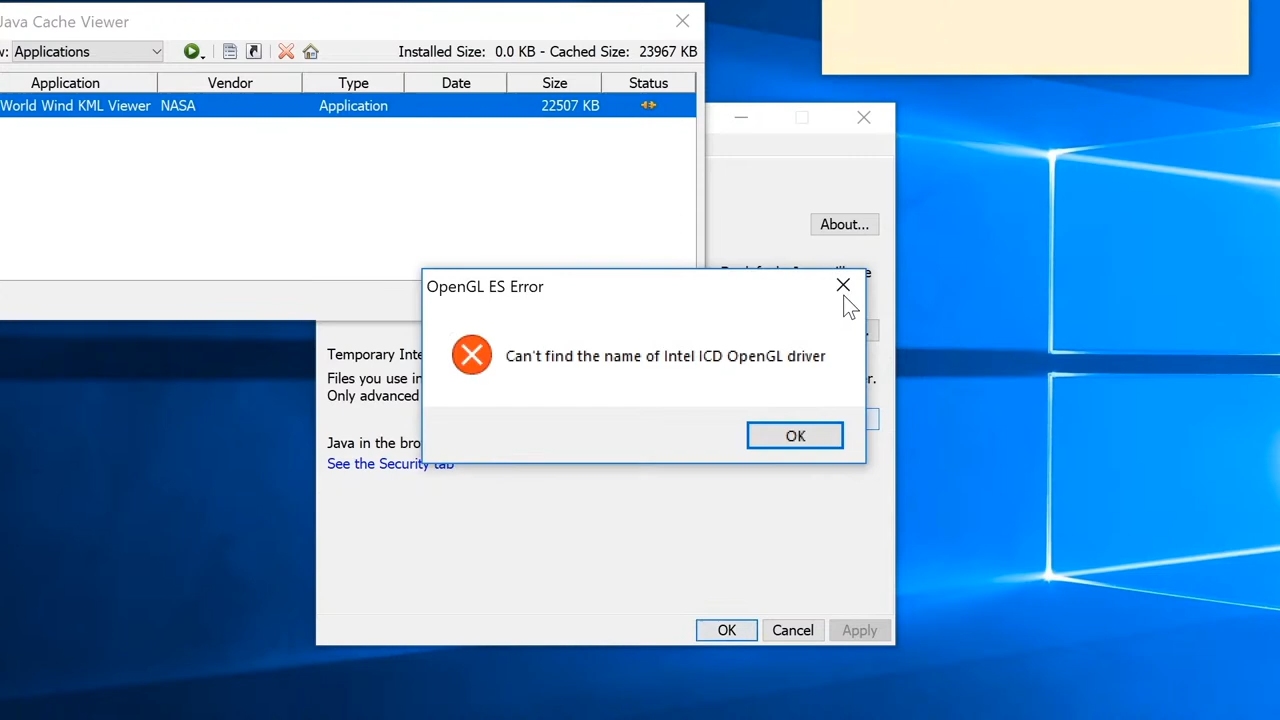 Java Cache Viewer
w: Applications Installed Size: 0.0 KB - Cached Size: 23967 KB
Application Vendor Type Date Size Status
World Wind KML Viewer NASA Application 22507 KB
About...
OpenGL ES Error
Can't find the name of Intel ICD OpenGL driver
OK
Temporary Inte
Files you use in r.
Only advanced
Java in the bro
See the Security tab
OK Cancel Apply